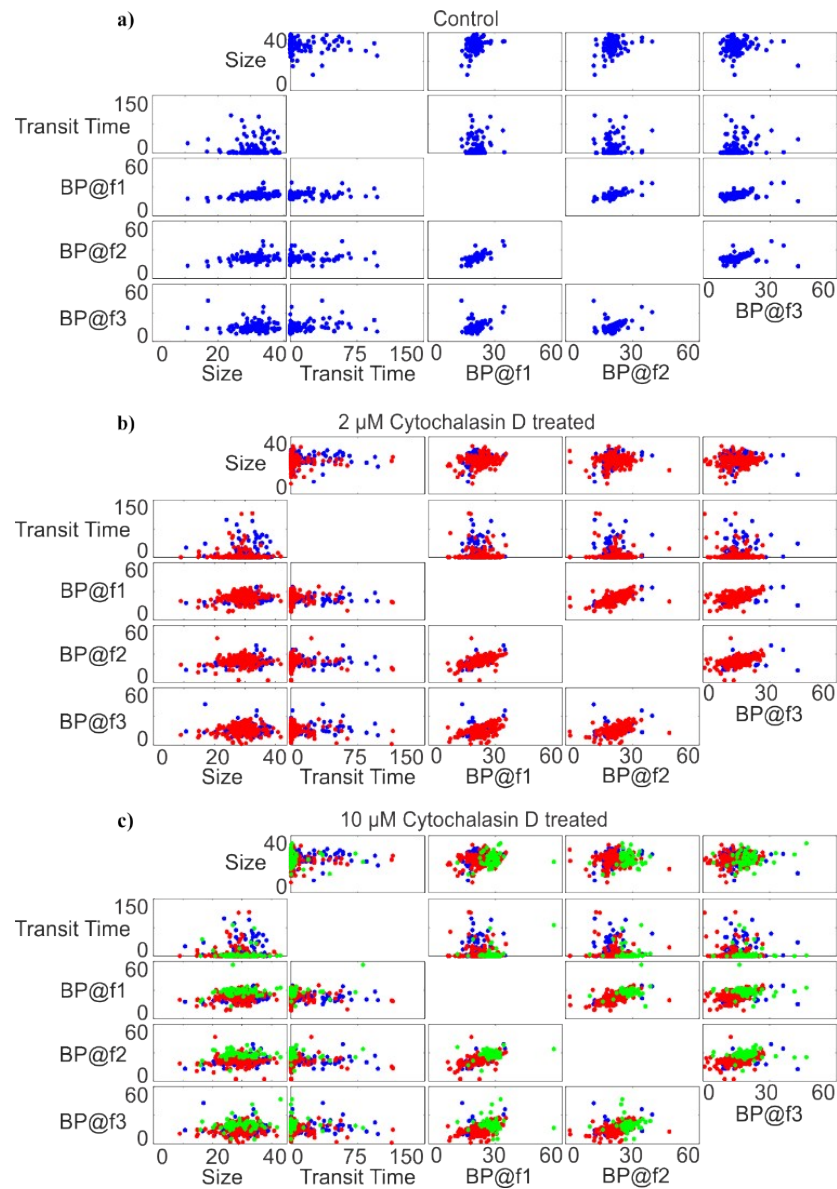 a) Control
Size
40
0
Transit Time
150
0
BP@f1
60
0
BP@f2
60
0
0 30 60
BP@f3
BP@f3
60
0
0 20 40
0 75 150
0 30 60
0 30 60
Size
Transit Time
BP@f1
BP@f2
b) 2 µM Cytochalasin D treated
Size
40
0
Transit Time
150
0
BP@f1
60
0
BP@f2
60
0
0 30 60
BP@f3
BP@f3
60
0
0 20 40
0 75 150
0 30 60
0 30 60
Size
Transit Time
BP@f1
BP@f2
c) 10 µM Cytochalasin D treated
Size
40
0
Transit Time
150
0
BP@f1
60
0
BP@f2
60
0
0 30 60
BP@f3
BP@f3
60
0
0 20 40
0 75 150
0 30 60
0 30 60
Size
Transit Time
BP@f1
BP@f2